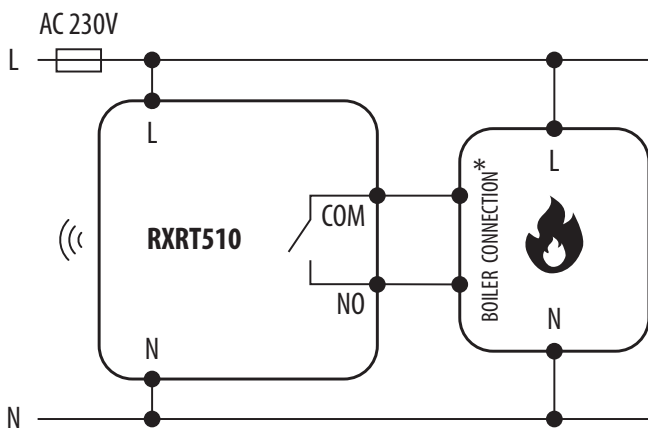 AC 230V
L
L
L
BOILER CONNECTION*
COM
RXRT510
NO
N
N
N